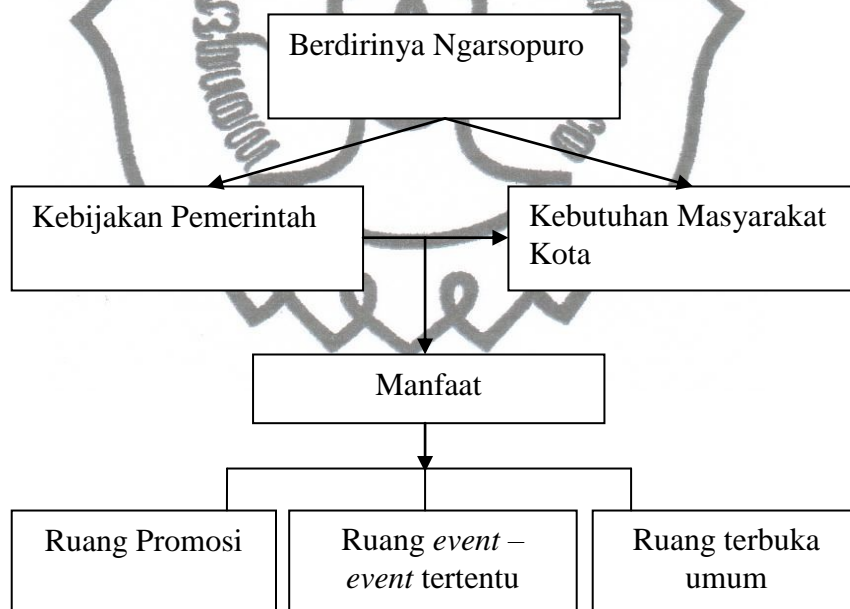 Berdirinya Ngarsopuro
Kebijakan Pemerintah
Kebutuhan Masyarakat
Kota
Manfaat
Ruang Promosi
Ruang event –
event tertentu
Ruang terbuka
umum